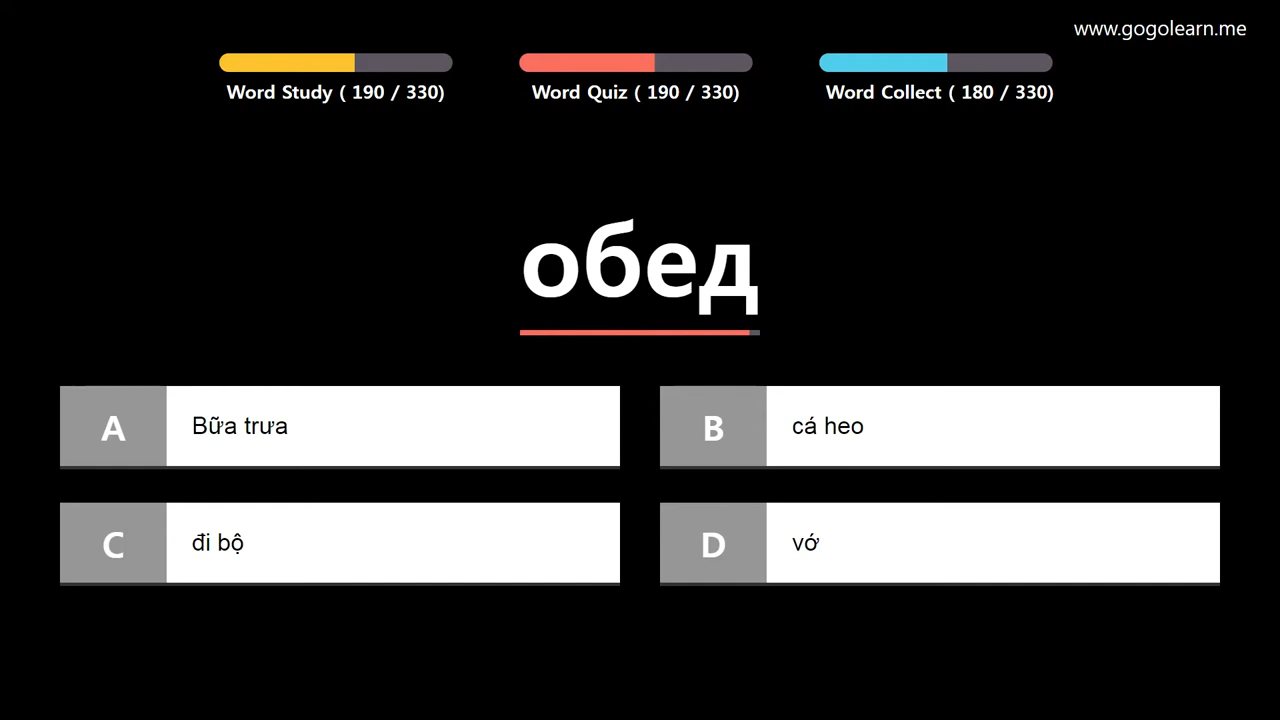 www.gogolearn.me
Word Study ( 190 / 330)
Word Quiz ( 190 / 330)
Word Collect ( 180 / 330)
обед
A Bữa trưa
B cá heo
C đi bộ
D vớ